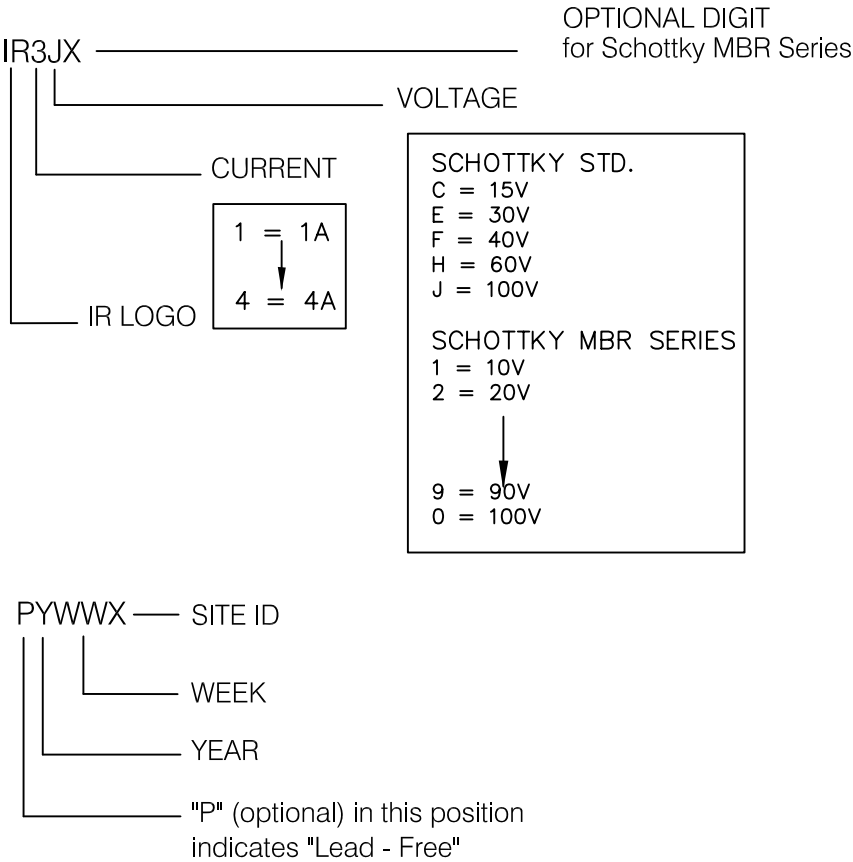 OPTIONAL DIGIT
for Schottky MBR Series
IR3JX
VOLTAGE
CURRENT
1 = 1A
4 = 4A
IR LOGO
SCHOTTKY STD.
C = 15V
E = 30V
F = 40V
H = 60V
J = 100V
SCHOTTKY MBR SERIES
1 = 10V
2 = 20V
9 = 90V
0 = 100V
PYWWX
SITE ID
WEEK
YEAR
"P" (optional) in this position
indicates "Lead - Free"